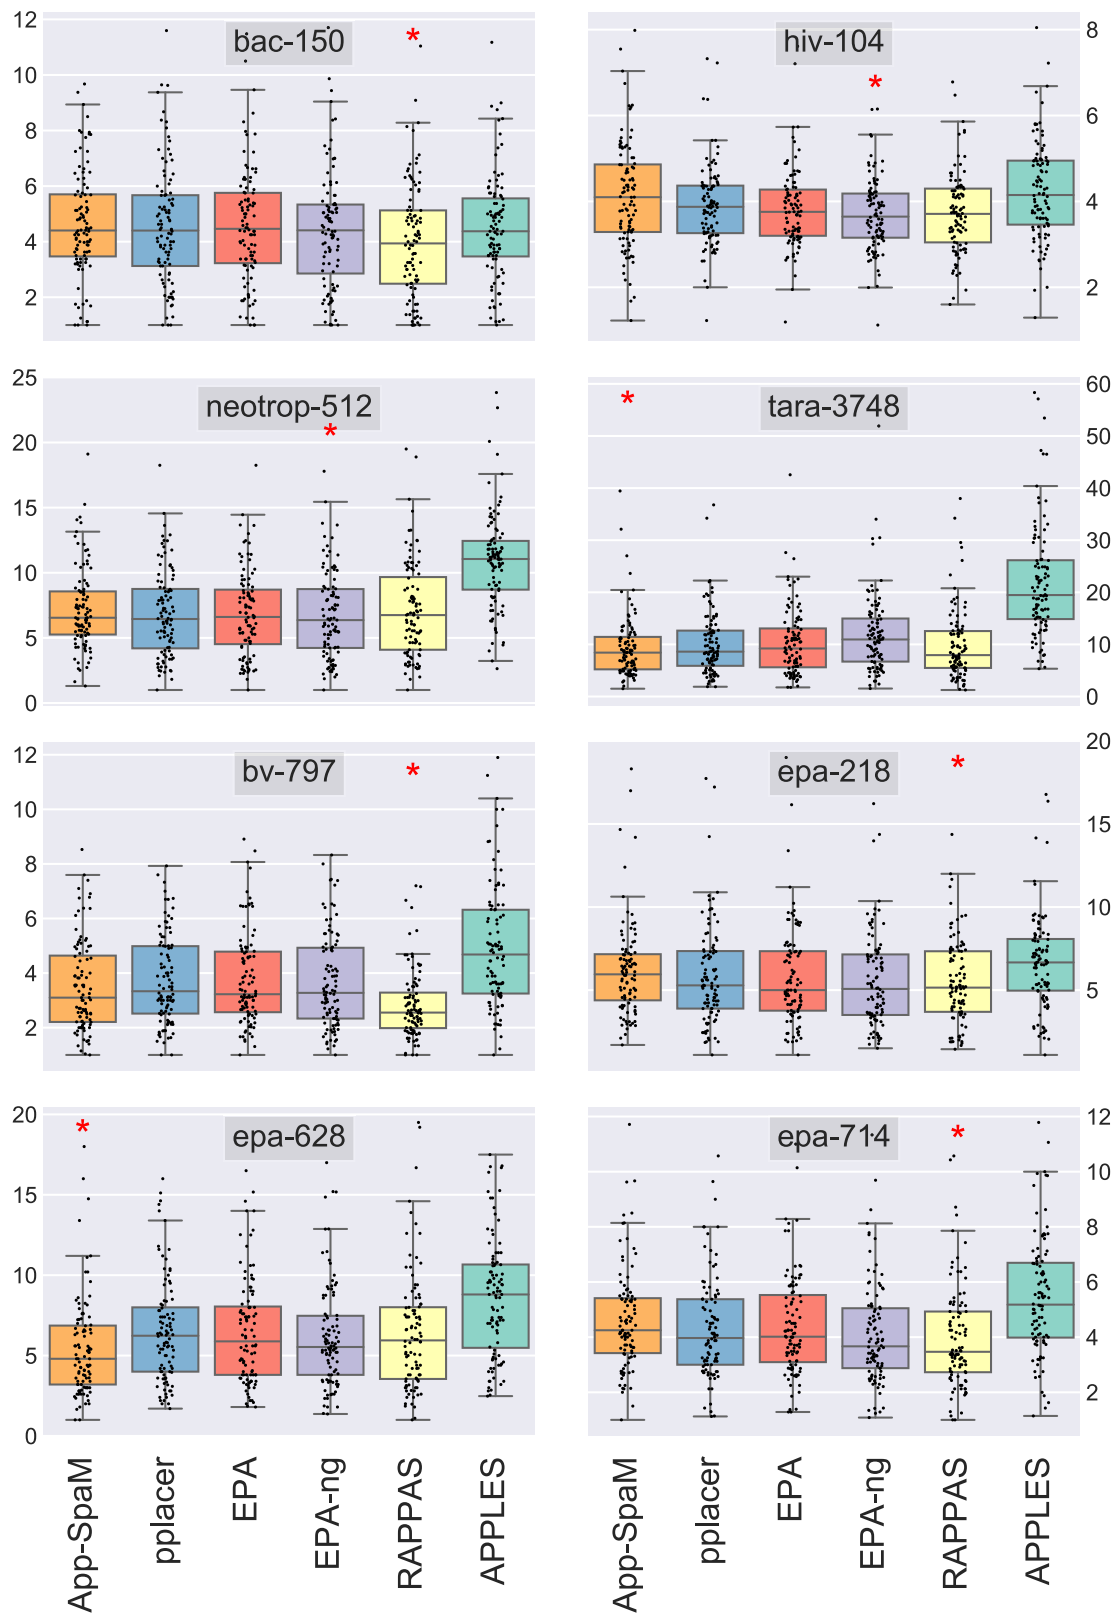 bac-150
12
10
8
6
4
2
*
hiv-104
8
6
4
2
*
neotrop-512
25
20
15
10
5
0
*
tara-3748
60
50
40
30
20
10
0
*
bv-797
12
10
8
6
4
2
*
epa-218
20
15
10
5
*
epa-628
20
15
10
5
0
*
epa-714
12
10
8
6
4
2
*
App-SpaM
pplacer
EPA
EPA-ng
RAPPAS
APPLES
App-SpaM
pplacer
EPA
EPA-ng
RAPPAS
APPLES